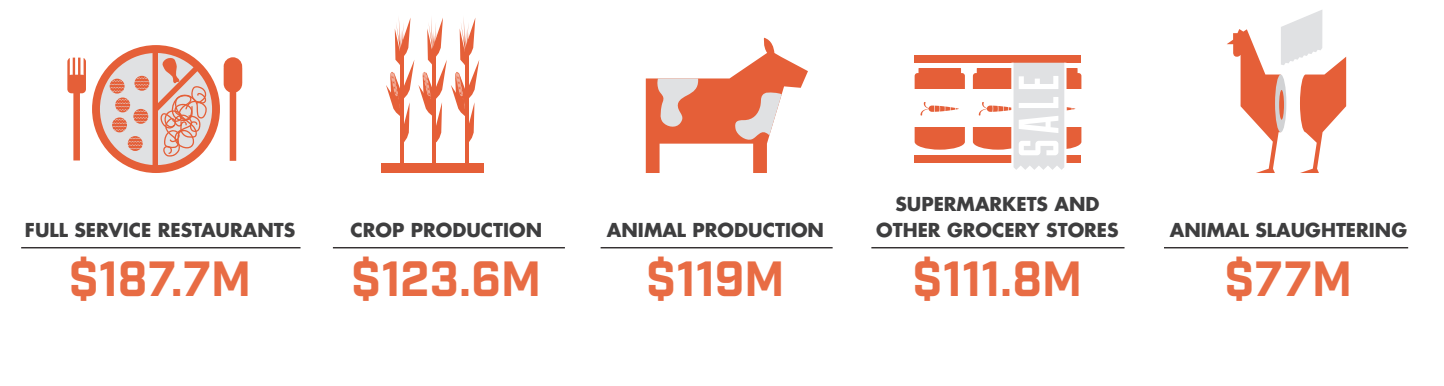 SALE
FULL SERVICE RESTAURANTS
$187.7M
CROP PRODUCTION
$123.6M
ANIMAL PRODUCTION
$119M
SUPERMARKETS AND
OTHER GROCERY STORES
$111.8M
ANIMAL SLAUGHTERING
$77M